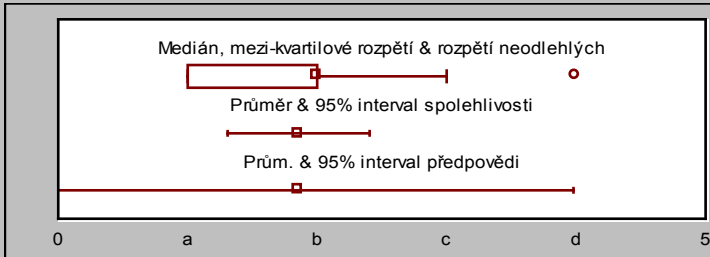 Medián, mezi-kvartilové rozpětí & rozpětí neodlehlých
Průměr & 95% interval spolehlivosti
Prům. & 95% interval předpovědi
0 a b c d 5